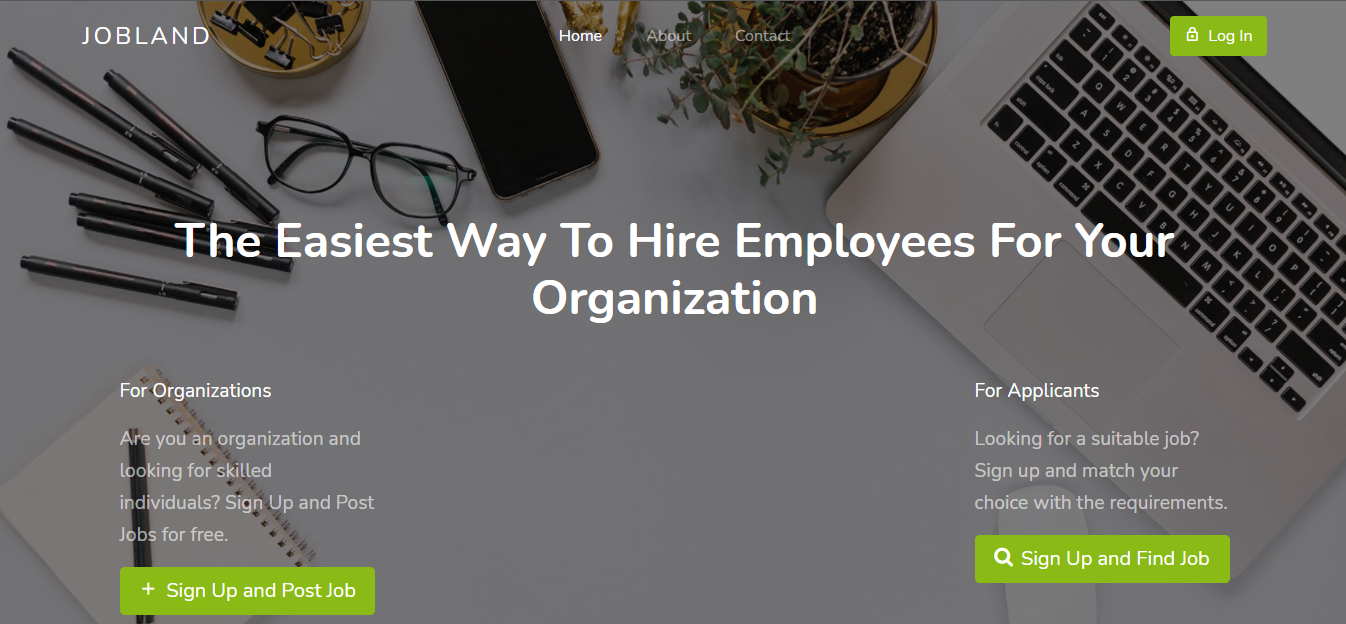 JOBLAND
Home
About
Contact
Log In
The Easiest Way To Hire Employees For Your
Organization
For Organizations
Are you an organization and
looking for skilled
individuals? Sign Up and Post
Jobs for free.
+ Sign Up and Post Job
For Applicants
Looking for a suitable job?
Sign up and match your
choice with the requirements.
Sign Up and Find Job